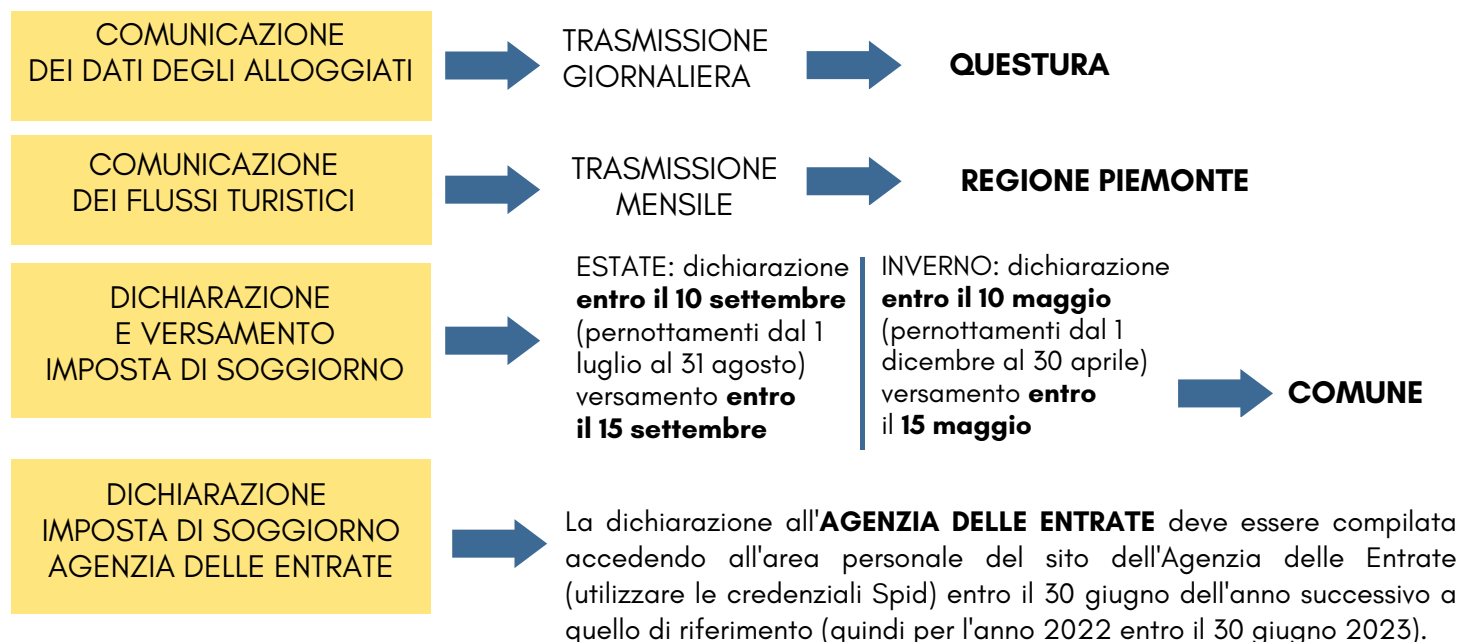 COMUNICAZIONE
DEI DATI DEGLI ALLOGGIATI
TRASMISSIONE
GIORNALIERA
QUESTURA
COMUNICAZIONE
DEI FLUSSI TURISTICI
TRASMISSIONE
MENSILE
REGIONE PIEMONTE
DICHIARAZIONE
E VERSAMENTO
IMPOSTA DI SOGGIORNO
ESTATE: dichiarazione
entro il 10 settembre
(pernottamenti dal 1
luglio al 31 agosto)
versamento entro
il 15 settembre
INVERNO: dichiarazione
entro il 10 maggio
(pernottamenti dal 1
dicembre al 30 aprile)
versamento entro
il 15 maggio
COMUNE
DICHIARAZIONE
IMPOSTA DI SOGGIORNO
AGENZIA DELLE ENTRATE
La dichiarazione all'AGENZIA DELLE ENTRATE deve essere compilata
accedendo all'area personale del sito dell'Agenzia delle Entrate
(utilizzare le credenziali Spid) entro il 30 giugno dell'anno successivo a
quello di riferimento (quindi per l'anno 2022 entro il 30 giugno 2023).